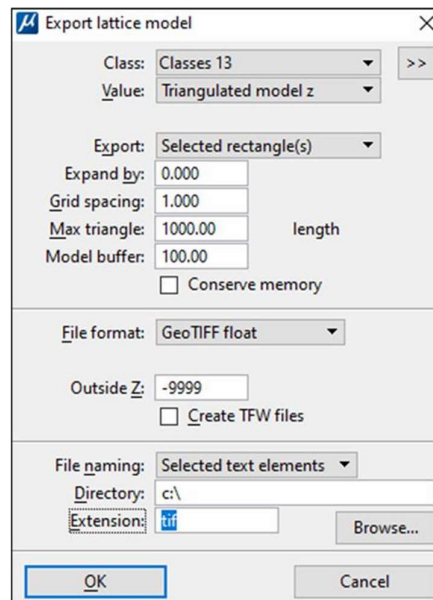 Export lattice model
Class: Classes 13 >>
Value: Triangulated model z
Export: Selected rectangle(s)
Expand by: 0.000
Grid spacing: 1.000
Max triangle: 1000.00 length
Model buffer: 100.00
Conserve memory
File format: GeoTIFF float
Outside Z: -9999
Create TFW files
File naming: Selected text elements
Directory: c:\
Extension: tif
Browse...
OK Cancel